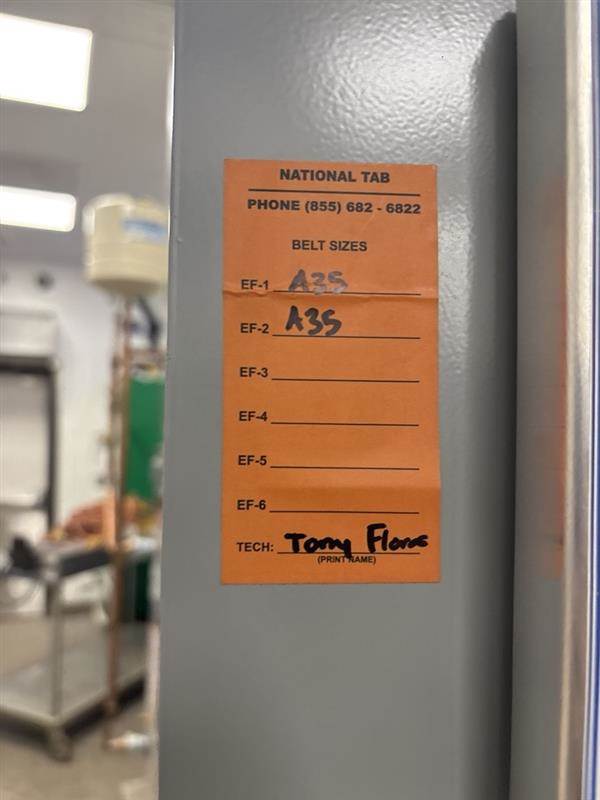 NATIONAL TAB
PHONE (855) 682 - 6822
BELT SIZES
EF-1 A35
EF-2 A35
EF-3
EF-4
EF-5
EF-6
TECH: Tony
(PRINT NAME)